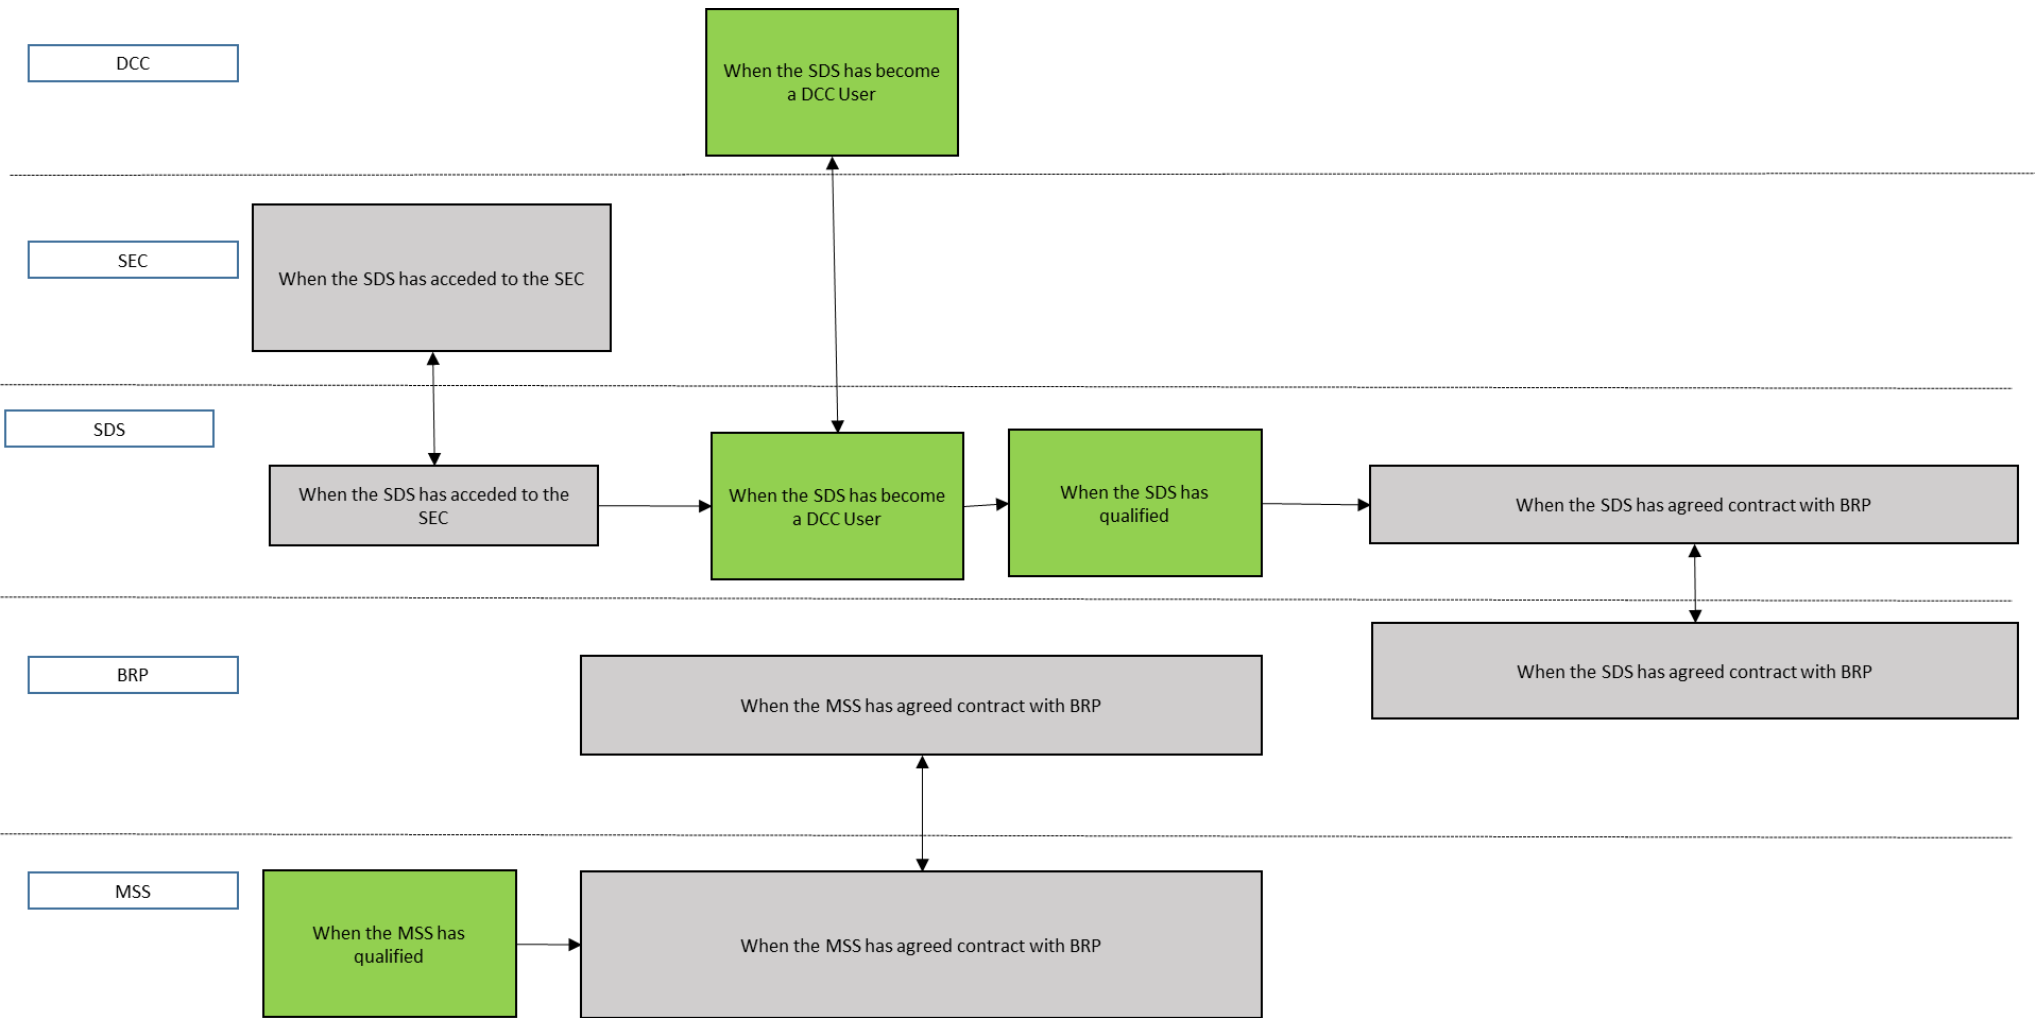 DCC
When the SDS has become
a DCC User
SEC
When the SDS has acceded to the SEC
SDS
When the SDS has acceded to the
SEC
When the SDS has become
a DCC User
When the SDS has
qualified
When the SDS has agreed contract with BRP
BRP
When the MSS has agreed contract with BRP
When the SDS has agreed contract with BRP
MSS
When the MSS has
qualified
When the MSS has agreed contract with BRP